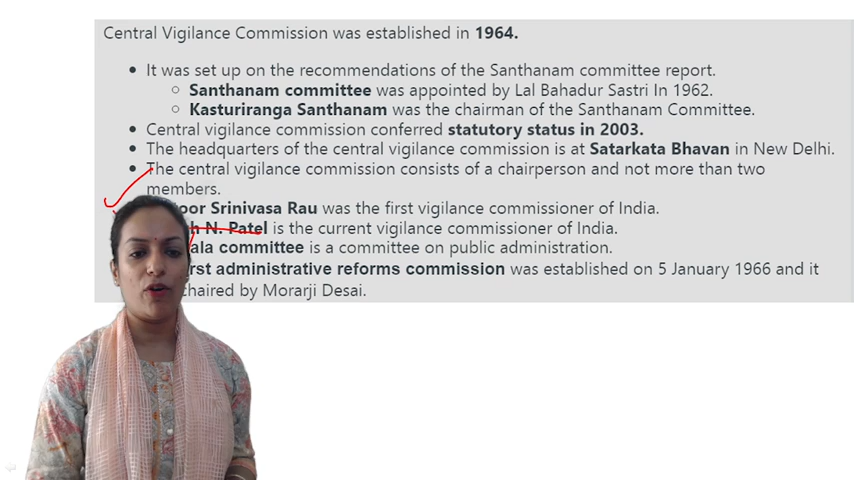 Central Vigilance Commission was established in 1964.
It was set up on the recommendations of the Santhanam committee report.
Santhanam committee was appointed by Lal Bahadur Sastri In 1962.
Kasturiranga Santhanam was the chairman of the Santhanam Committee.
Central vigilance commission conferred statutory status in 2003.
The headquarters of the central vigilance commission is at Satarkata Bhavan in New Delhi.
The central vigilance commission consists of a chairperson and not more than two
members.
Srinivasa Rau was the first vigilance commissioner of India.
N. Patel is the current vigilance commissioner of India.
committee is a committee on public administration.
administrative reforms commission was established on 5 January 1966 and it
chaired by Morarji Desai.